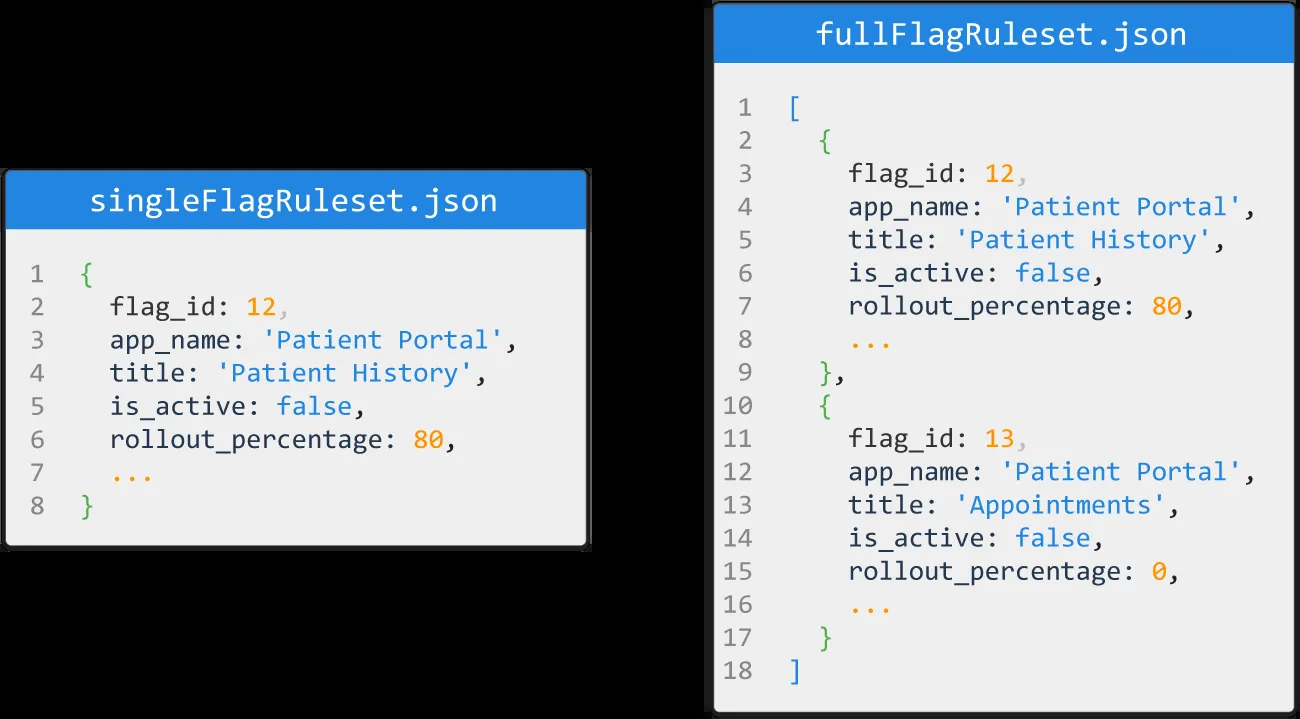 singleFlagRuleset.json
1 {
2 flag_id: 12,
3 app_name: 'Patient Portal',
4 title: 'Patient History',
5 is_active: false,
6 rollout_percentage: 80,
7 ...
8 }
fullFlagRuleset.json
1 [
2 {
3 flag_id: 12,
4 app_name: 'Patient Portal',
5 title: 'Patient History',
6 is_active: false,
7 rollout_percentage: 80,
8 ...
9 },
10 {
11 flag_id: 13,
12 app_name: 'Patient Portal',
13 title: 'Appointments',
14 is_active: false,
15 rollout_percentage: 0,
16 ...
17 }
18 ]